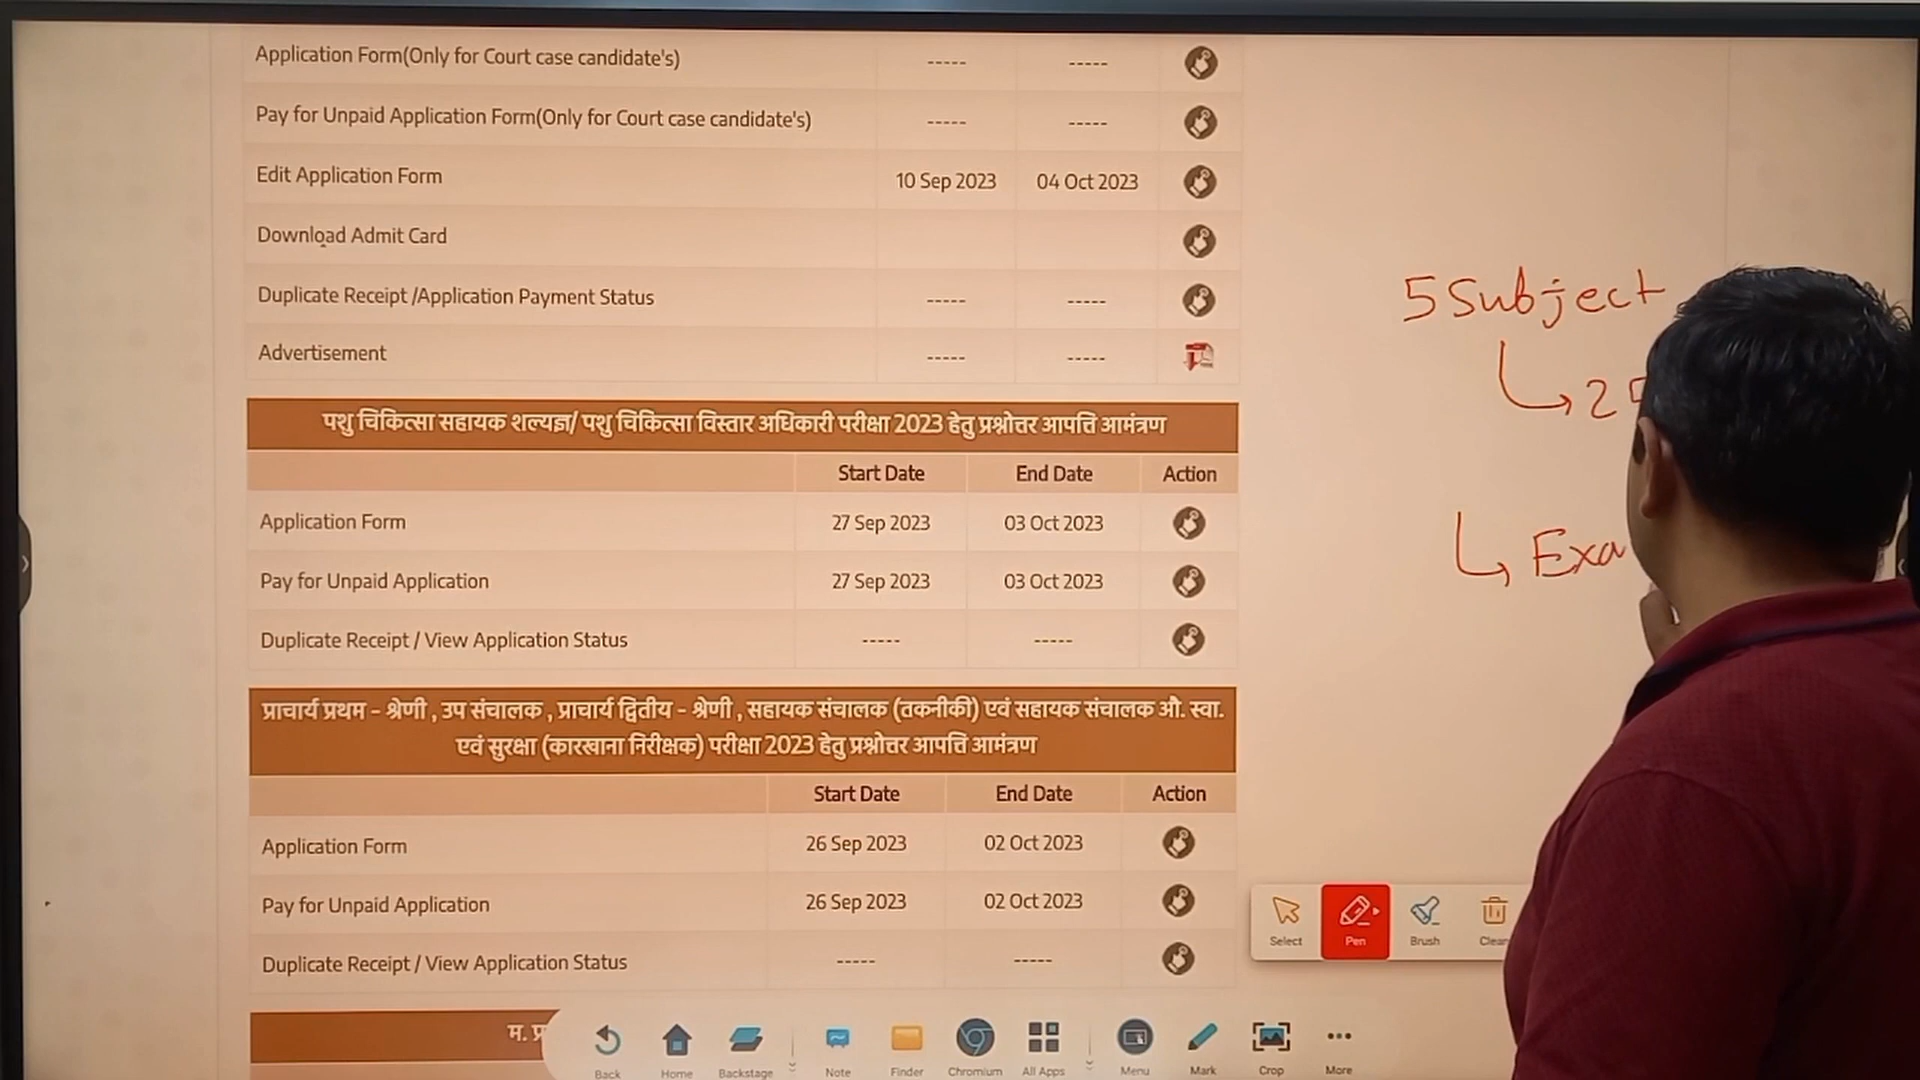 Application Form(Only for Court case candidate's) ----- -----
Pay for Unpaid Application Form(Only for Court case candidate's) ----- -----
Edit Application Form 10 Sep 2023 04 Oct 2023
Download Admit Card
Duplicate Receipt /Application Payment Status ----- -----
Advertisement ----- -----
पशु चिकित्सा सहायक शल्यज्ञ/ पशु चिकित्सा विस्तार अधिकारी परीक्षा 2023 हेतु प्रश्नोत्तर आपत्ति आमंत्रण
Start Date End Date Action
Application Form 27 Sep 2023 03 Oct 2023
Pay for Unpaid Application 27 Sep 2023 03 Oct 2023
Duplicate Receipt / View Application Status ----- -----
प्राचार्य प्रथम - श्रेणी , उप संचालक , प्राचार्य द्वितीय - श्रेणी , सहायक संचालक (तकनीकी) एवं सहायक संचालक औ. स्वा.
एवं सुरक्षा (कारखाना निरीक्षक) परीक्षा 2023 हेतु प्रश्नोत्तर आपत्ति आमंत्रण
Start Date End Date Action
Application Form 26 Sep 2023 02 Oct 2023
Pay for Unpaid Application 26 Sep 2023 02 Oct 2023
Duplicate Receipt / View Application Status ----- -----
म. प्र
5 Subject
Exa
Select Pen Brush Clear
Back Home Backstage Note Finder Chromium All Apps Menu Mark Crop More